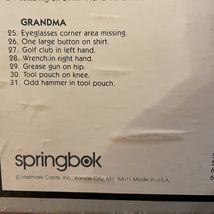 GRANDMA
25. Eyeglasses corner area missing.
26. One large button on shirt.
27. Golf club in left hand.
28. Wrench in right hand.
29. Grease gun on hip.
30. Tool pouch on knee.
31. Odd hammer in tool pouch.
springbok
© Hallmark Cards, Inc., Kansas City, Mo. 64111 Made in U.S.A.